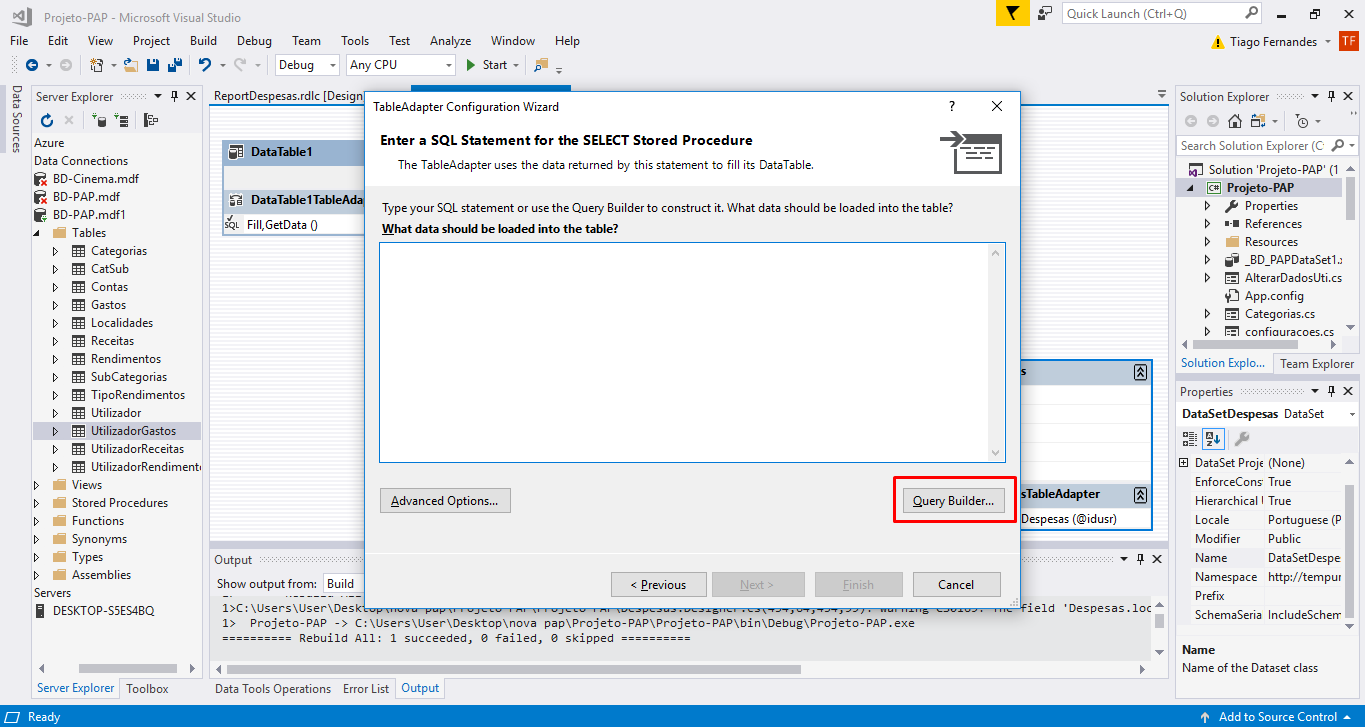 Projeto-PAP - Microsoft Visual Studio
Quick Launch (Ctrl+Q)
File Edit View Project Build Debug Team Tools Test Analyze Window Help
Tiago Fernandes TF
Debug Any CPU Start
Data Sources
Server Explorer
Azure
Data Connections
BD-Cinema.mdf
BD-PAP.mdf
BD-PAP.mdf1
Tables
Categorias
CatSub
Contas
Gastos
Localidades
Receitas
Rendimentos
SubCategorias
TipoRendimentos
Utilizador
UtilizadorGastos
UtilizadorReceitas
UtilizadorRendimento
Views
Stored Procedures
Functions
Synonyms
Types
Assemblies
Servers
DESKTOP-S5ES4BQ
Server Explorer Toolbox
ReportDespesas.rdlc [Design
DataTable1
DataTable1TableAda
SQL Fill,GetData ()
TableAdapter Configuration Wizard
?
Enter a SQL Statement for the SELECT Stored Procedure
The TableAdapter uses the data returned by this statement to fill its DataTable.
Type your SQL statement or use the Query Builder to construct it. What data should be loaded into the table?
What data should be loaded into the table?
Advanced Options...
Query Builder...
< Previous
Next >
Finish
Cancel
s
sTableAdapter
Despesas (@idusr)
Output
Show output from: Build
1>C:\Users\User\Desktop\nova pap\Projeto-PAP\Projeto-PAP\Despesas.Designer.cs(454,64,454,99): warning CS0169: The field 'Despesas.loc
1> Projeto-PAP -> C:\Users\User\Desktop\nova pap\Projeto-PAP\Projeto-PAP\bin\Debug\Projeto-PAP.exe
========== Rebuild All: 1 succeeded, 0 failed, 0 skipped ==========
Data Tools Operations Error List Output
Solution Explorer
Search Solution Explorer (C
Solution 'Projeto-PAP' (1
C# Projeto-PAP
Properties
References
Resources
_BD_PAPDataSet1.x
AlterarDadosUti.cs
App.config
Categorias.cs
configuracoes.cs
Solution Explo... Team Explorer
Properties
DataSetDespesas DataSet
DataSet Proje (None)
EnforceConst True
Hierarchical U True
Locale Portuguese (P
Modifier Public
Name DataSetDespe
Namespace http://tempur
Prefix
SchemaSeria IncludeSchem
Name
Name of the Dataset class
Ready
Add to Source Control